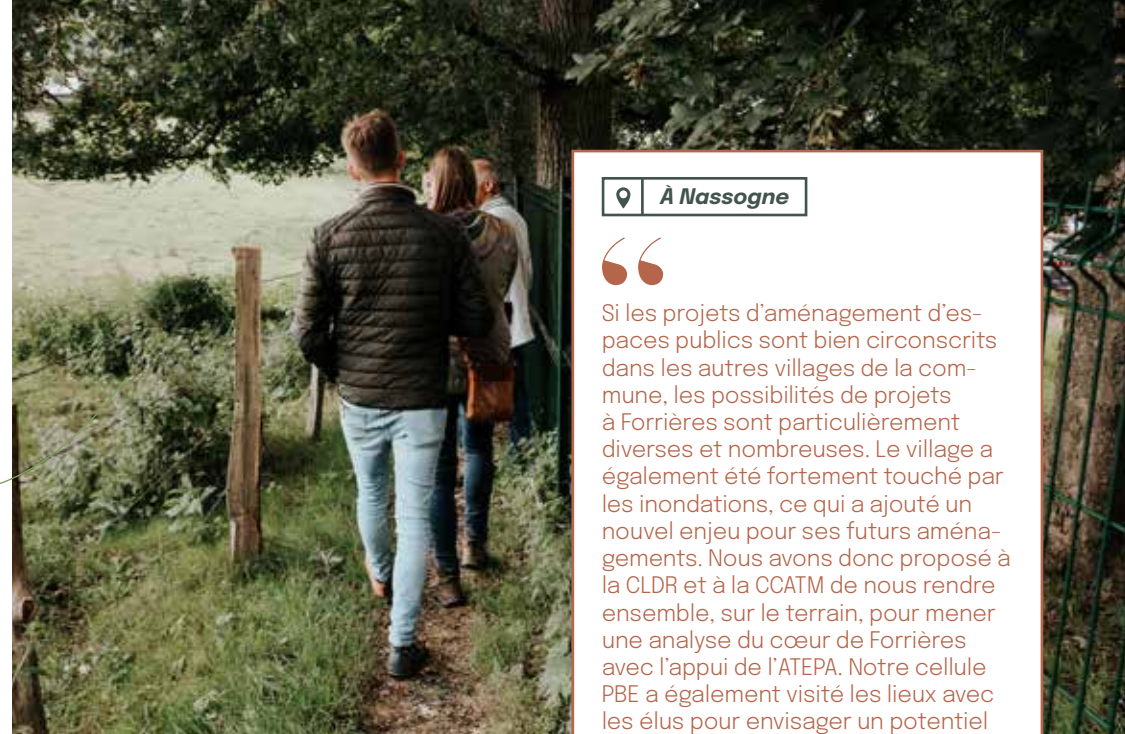 À Nassogne
Si les projets d’aménagement d’es-
paces publics sont bien circonscrits
dans les autres villages de la com-
mune, les possibilités de projets
à Forrières sont particulièrement
diverses et nombreuses. Le village a
également été fortement touché par
les inondations, ce qui a ajouté un
nouvel enjeu pour ses futurs aména-
gements. Nous avons donc proposé à
la CLDR et à la CCATM de nous rendre
ensemble, sur le terrain, pour mener
une analyse du cœur de Forrières
avec l’appui de l’ATEPA. Notre cellule
PBE a également visité les lieux avec
les élus pour envisager un potentiel